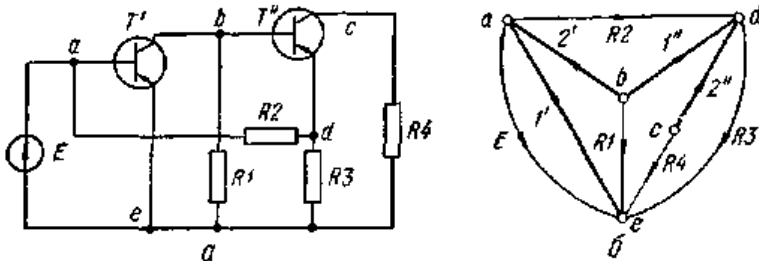 T' T" c
a b
R2 d
E R1 R3 R4
e
а
a R2 d
2' 1"
b
1' 2"
c
E R1 R4 R3
e
б